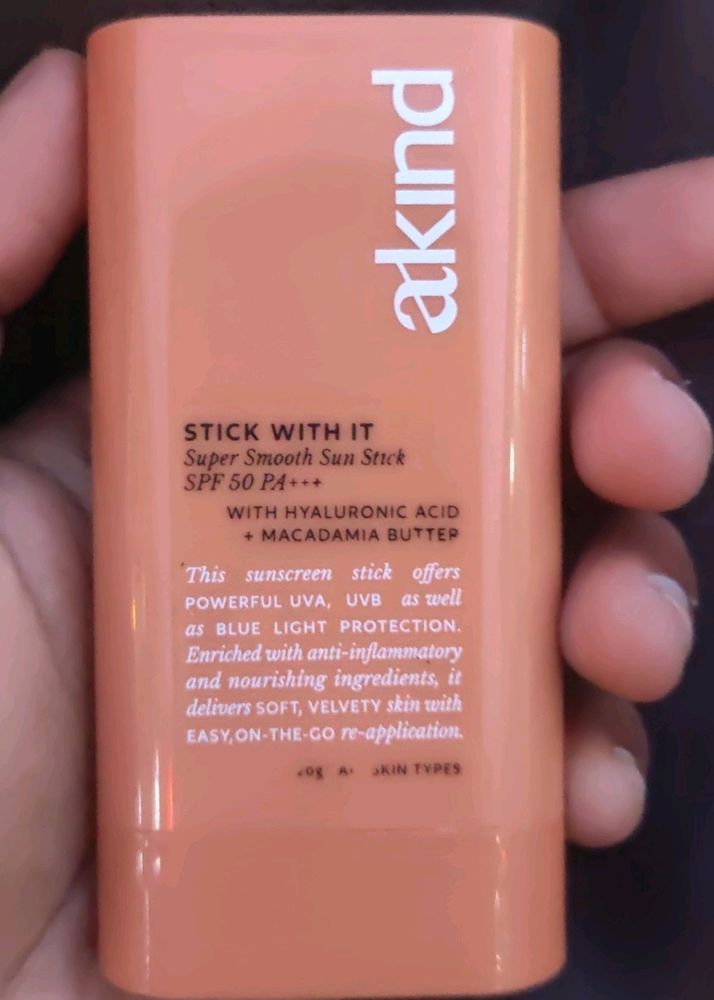 akind
STICK WITH IT
Super Smooth Sun Stick
SPF 50 PA+++
WITH HYALURONIC ACID
+ MACADAMIA BUTTER
This sunscreen stick offers
POWERFUL UVA, UVB as well
as BLUE LIGHT PROTECTION.
Enriched with anti-inflammatory
and nourishing ingredients, it
delivers SOFT, VELVETY skin with
EASY, ON-THE-GO re-application.
SKIN TYPES